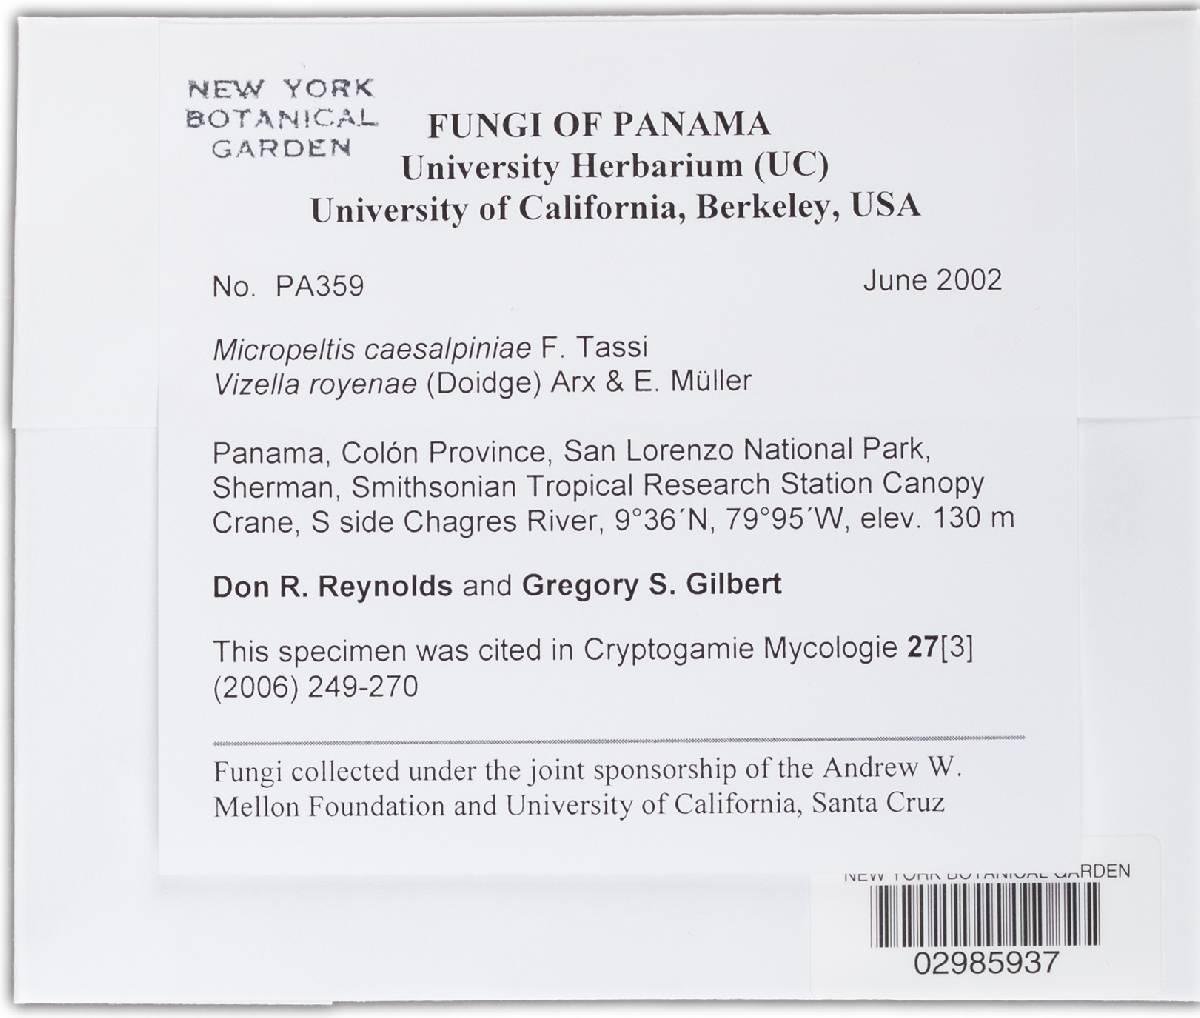 NEW YORK
BOTANICAL
GARDEN
FUNGI OF PANAMA
University Herbarium (UC)
University of California, Berkeley, USA
No. PA359
June 2002
Micropeltis caesalpiniae F. Tassi
Vizella royenae (Doidge) Arx & E. Müller
Panama, Colón Province, San Lorenzo National Park,
Sherman, Smithsonian Tropical Research Station Canopy
Crane, S side Chagres River, 9°36´N, 79°95´W, elev. 130 m
Don R. Reynolds and Gregory S. Gilbert
This specimen was cited in Cryptogamie Mycologie 27[3]
(2006) 249-270
Fungi collected under the joint sponsorship of the Andrew W.
Mellon Foundation and University of California, Santa Cruz
NEW YORK BOTANICAL GARDEN
02985937